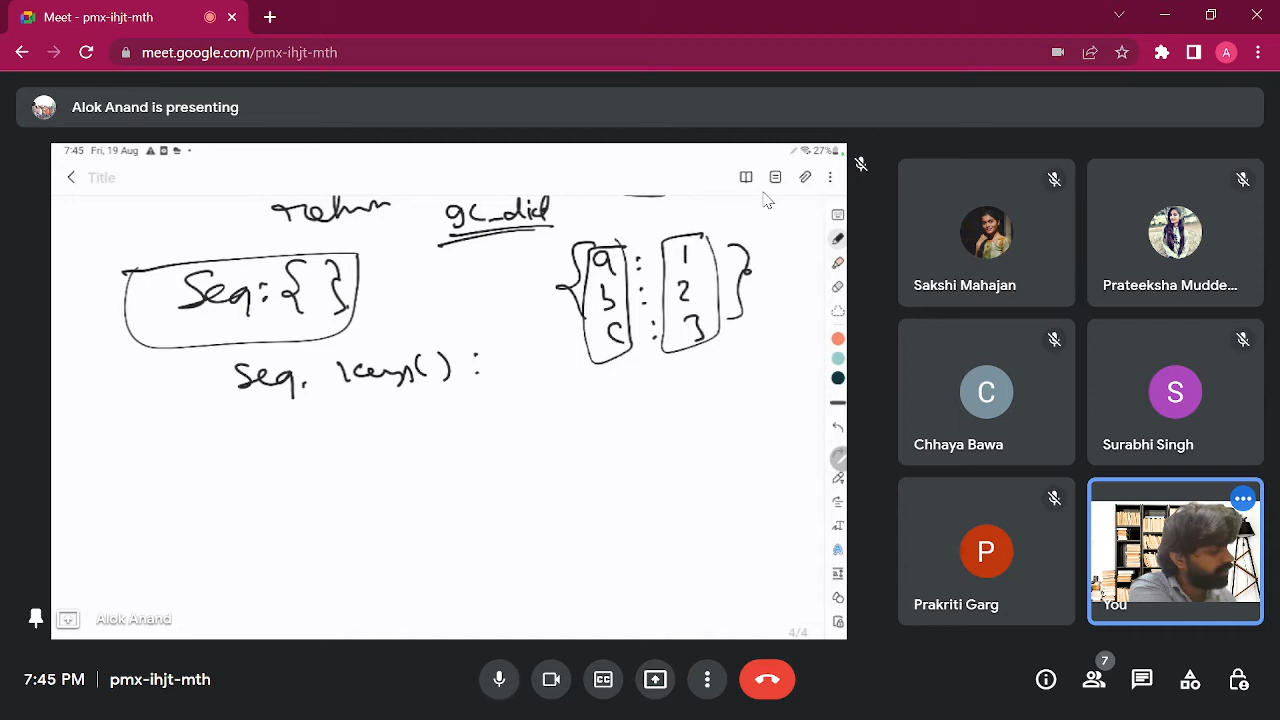 Meet - pmx-ihjt-mth
meet.google.com/pmx-ihjt-mth
A
Alok Anand is presenting
7:45 Fri, 19 Aug
27%
Title
return gc_dict
Seq: { }
{ a : 1 }
b : 2
c : 3
Seq. keys() :
Alok Anand
4/4
Sakshi Mahajan
Prateeksha Mudde...
C
Chhaya Bawa
S
Surabhi Singh
P
Prakriti Garg
You
7:45 PM | pmx-ihjt-mth
CC
7